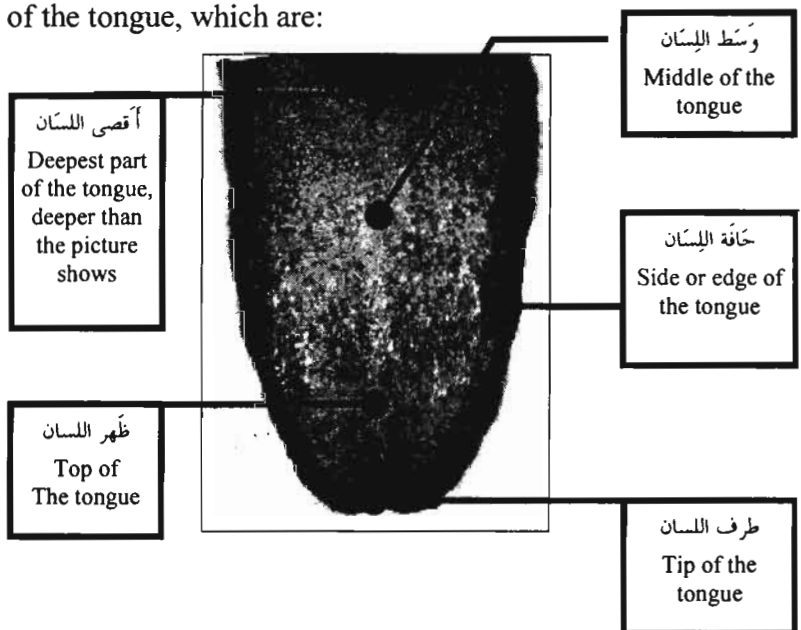 of the tongue, which are:
وَسَط اللِسَان
Middle of the
tongue
أَقصى اللسَان
Deepest part
of the tongue,
deeper than
the picture
shows
حَافَة اللِسَان
Side or edge of
the tongue
ظَهر اللسان
Top of
The tongue
طرف اللسان
Tip of the
tongue